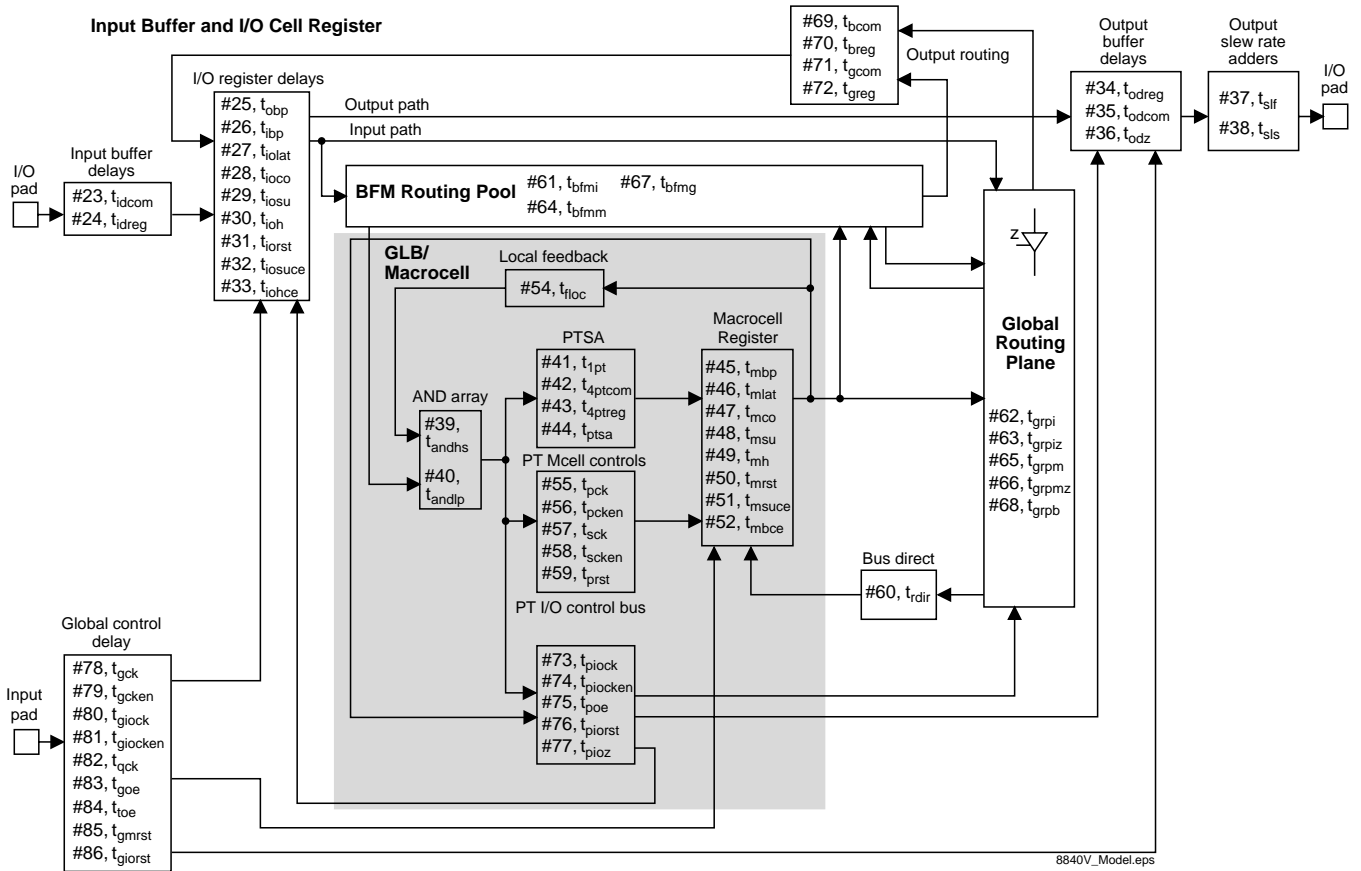 Input Buffer and I/O Cell Register
I/O register delays
#25, tobp
#26, tibp
#27, tiolat
#28, tioco
#29, tiosu
#30, tioh
#31, tiorst
#32, tiosuce
#33, tiohce
Output path
Input path
I/O
pad
Input buffer
delays
#23, tidcom
#24, tidreg
#69, tbcom
#70, tbreg
#71, tgcom
#72, tgreg
Output routing
Output
buffer
delays
#34, todreg
#35, todcom
#36, todz
Output
slew rate
adders
#37, tslf
#38, tsls
I/O
pad
BFM Routing Pool
#61, tbfmi #67, tbfmg
#64, tbfmm
GLB/
Macrocell
Local feedback
#54, tfloc
AND array
#39,
tandhs
#40,
tandlp
PTSA
#41, t1pt
#42, t4ptcom
#43, t4ptreg
#44, tptsa
PT Mcell controls
#55, tpck
#56, tpcken
#57, tsck
#58, tscken
#59, tprst
PT I/O control bus
#73, tpiock
#74, tpiocken
#75, tpoe
#76, tpiorst
#77, tpioz
Macrocell
Register
#45, tmbp
#46, tmlat
#47, tmco
#48, tmsu
#49, tmh
#50, tmrst
#51, tmsuce
#52, tmbce
Bus direct
#60, trdir
z
Global
Routing
Plane
#62, tgrpi
#63, tgrpiz
#65, tgrpm
#66, tgrpmz
#68, tgrpb
Global control
delay
Input
pad
#78, tgck
#79, tgcken
#80, tgiock
#81, tgiocken
#82, tqck
#83, tgoe
#84, ttoe
#85, tgmrst
#86, tgiorst
8840V_Model.eps